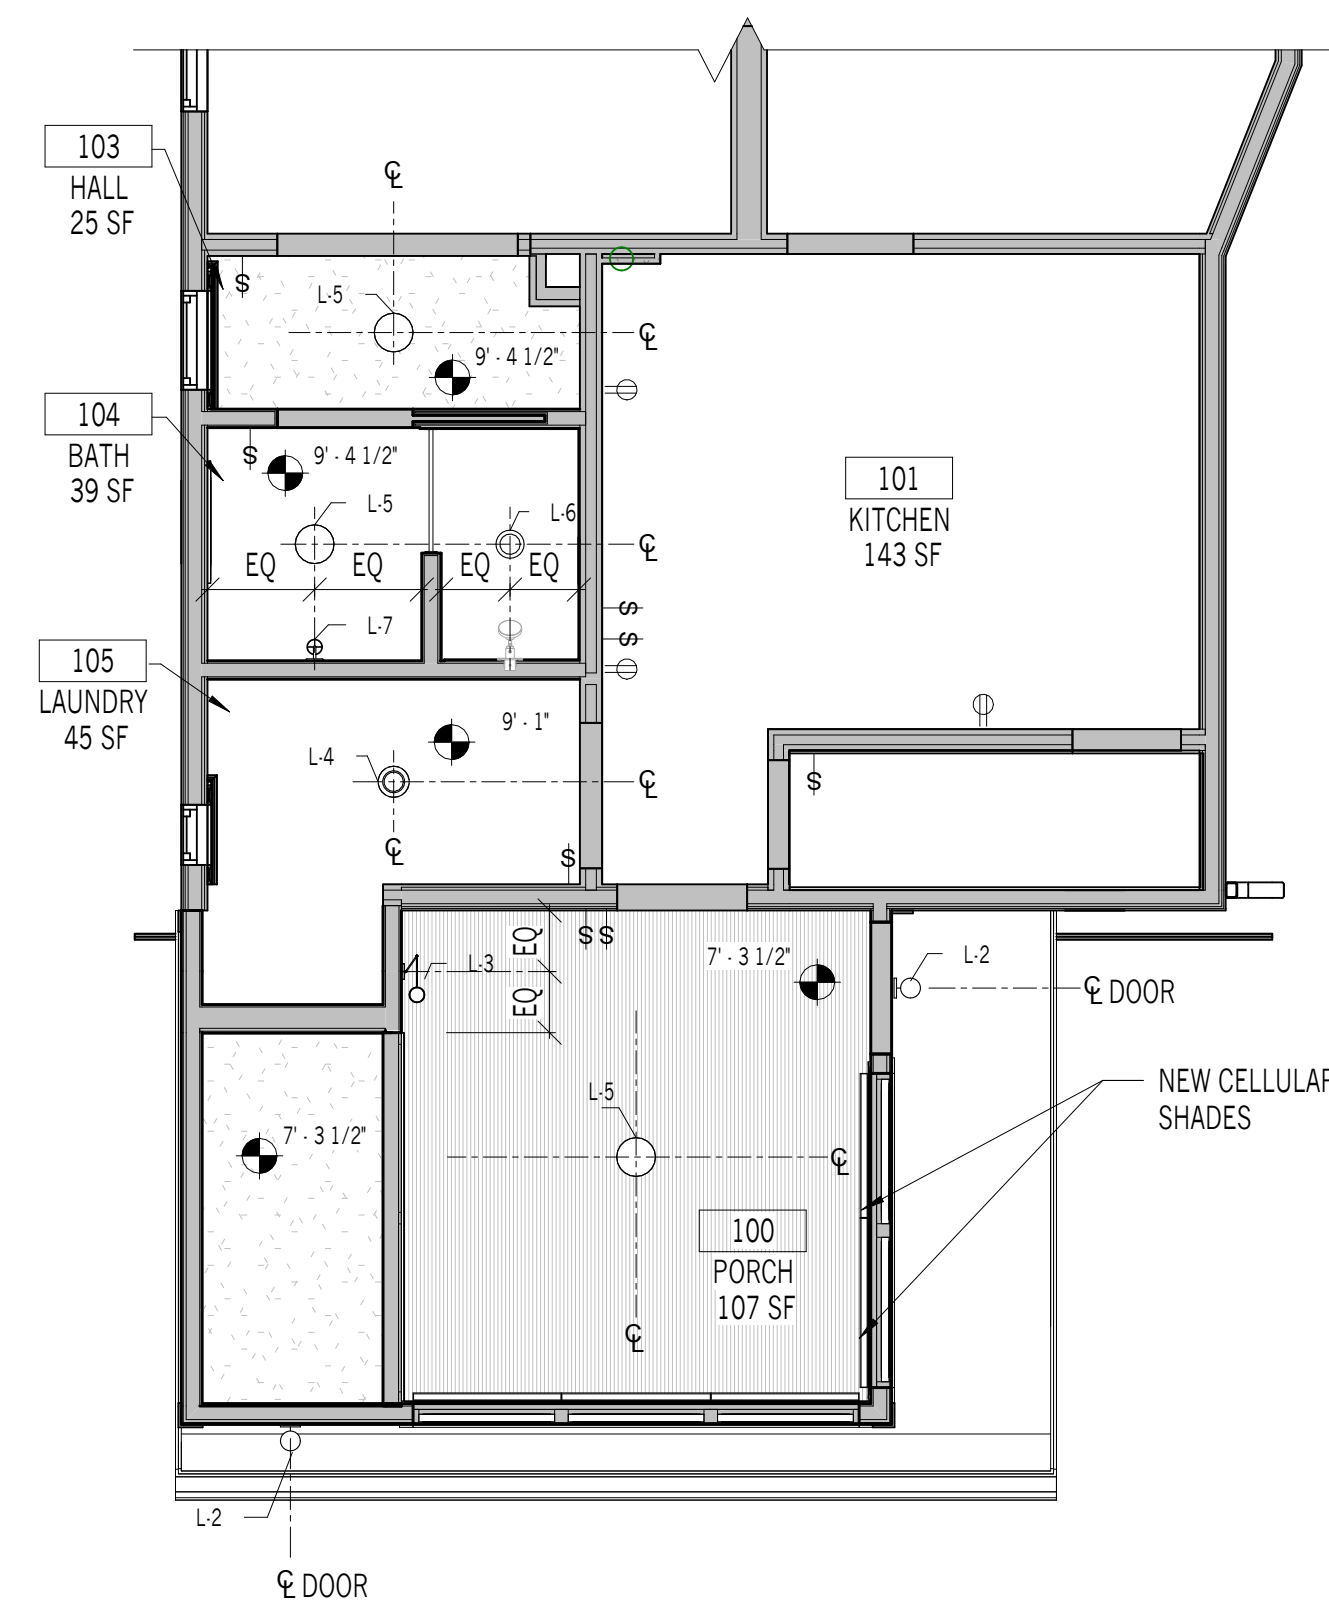 ℄
103
HALL
25 SF
S
L-5
℄
9' - 4 1/2"
104
BATH
39 SF
S
9' - 4 1/2"
L-5
L-6
℄
EQ
EQ
EQ
EQ
101
KITCHEN
143 SF
S
S
L-7
105
LAUNDRY
45 SF
9' - 1"
L-4
℄
S
℄
S
EQ
S S
L-3
7' - 3 1/2"
L-2
EQ
℄ DOOR
NEW CELLULAR
SHADES
L-5
7' - 3 1/2"
℄
100
PORCH
107 SF
℄
L-2
℄ DOOR